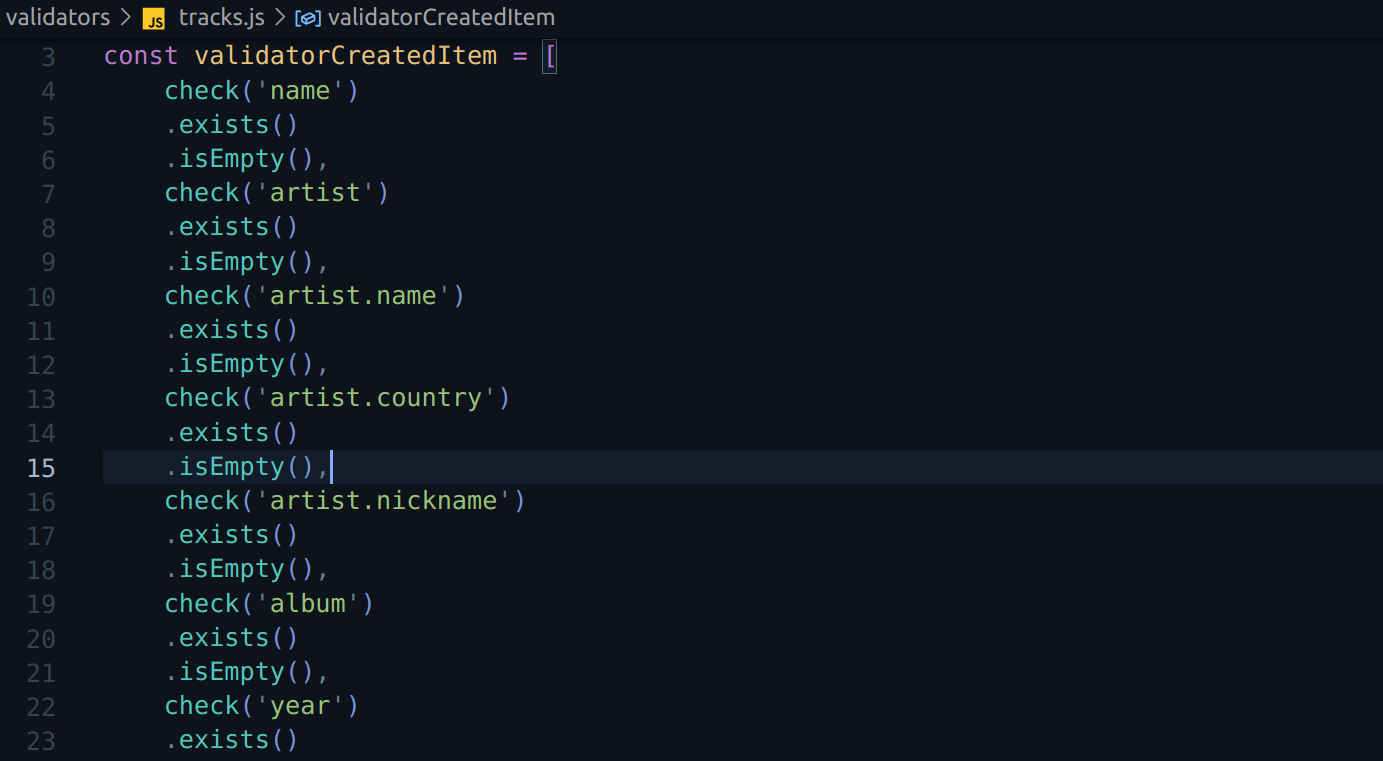 validators > JS tracks.js > validatorCreatedItem
3 const validatorCreatedItem = [
4 check('name')
5 .exists()
6 .isEmpty(),
7 check('artist')
8 .exists()
9 .isEmpty(),
10 check('artist.name')
11 .exists()
12 .isEmpty(),
13 check('artist.country')
14 .exists()
15 .isEmpty(),
16 check('artist.nickname')
17 .exists()
18 .isEmpty(),
19 check('album')
20 .exists()
21 .isEmpty(),
22 check('year')
23 .exists()